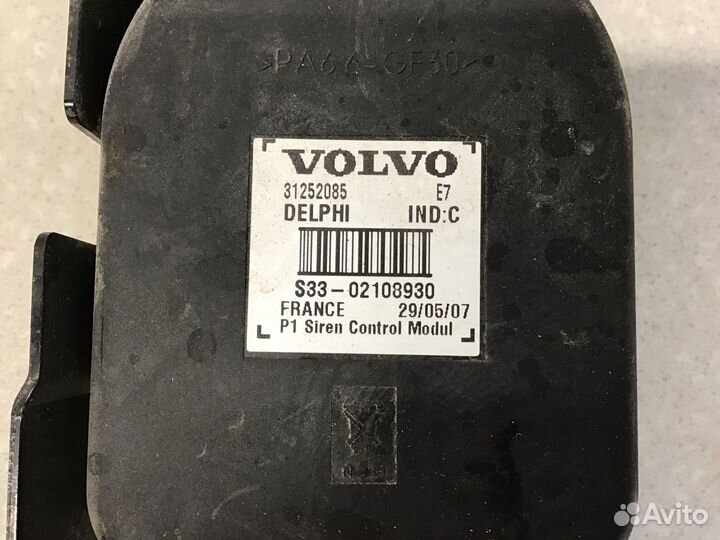 >PA66-GF30<
VOLVO
31252085 E7
DELPHI IND:C
S33-02108930
FRANCE 29/05/07
P1 Siren Control Modul
Avito